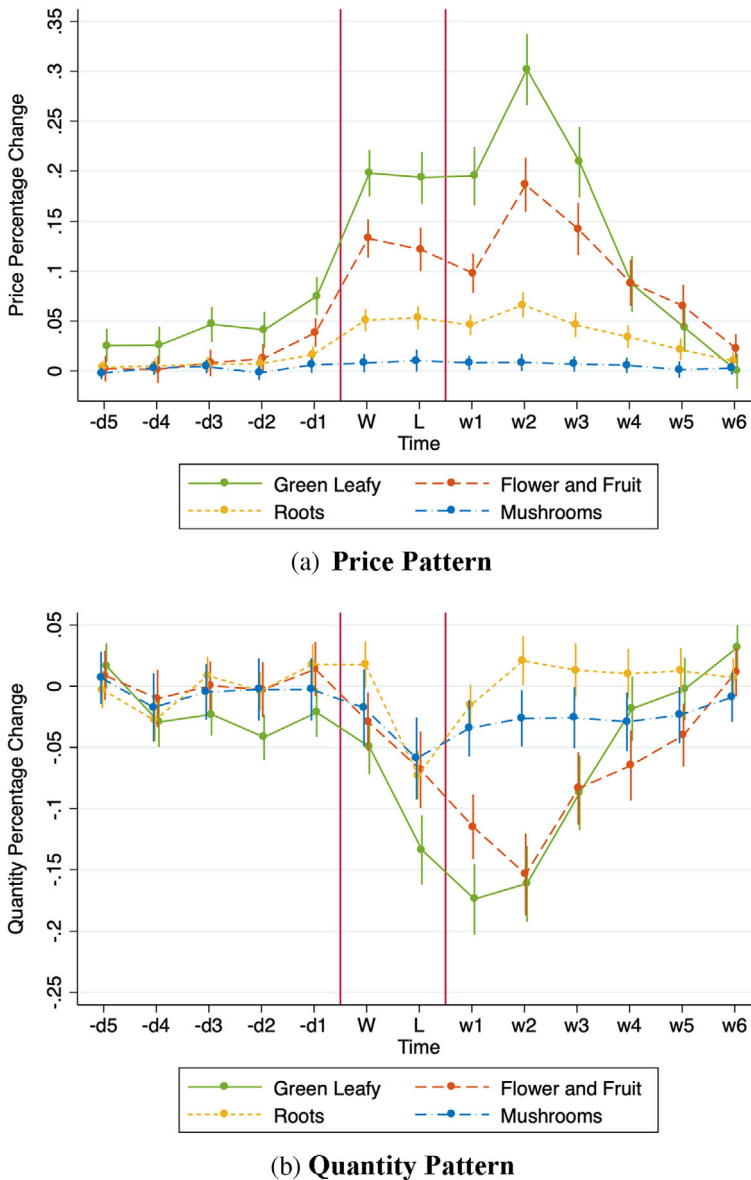 .35
.3
.25
.2
.15
.1
.05
0
Price Percentage Change
-d5 -d4 -d3 -d2 -d1 W L w1 w2 w3 w4 w5 w6
Time
Green Leafy Flower and Fruit
Roots Mushrooms
(a) Price Pattern
.05
0
-.05
-.1
-.15
-.2
-.25
Quantity Percentage Change
-d5 -d4 -d3 -d2 -d1 W L w1 w2 w3 w4 w5 w6
Time
Green Leafy Flower and Fruit
Roots Mushrooms
(b) Quantity Pattern